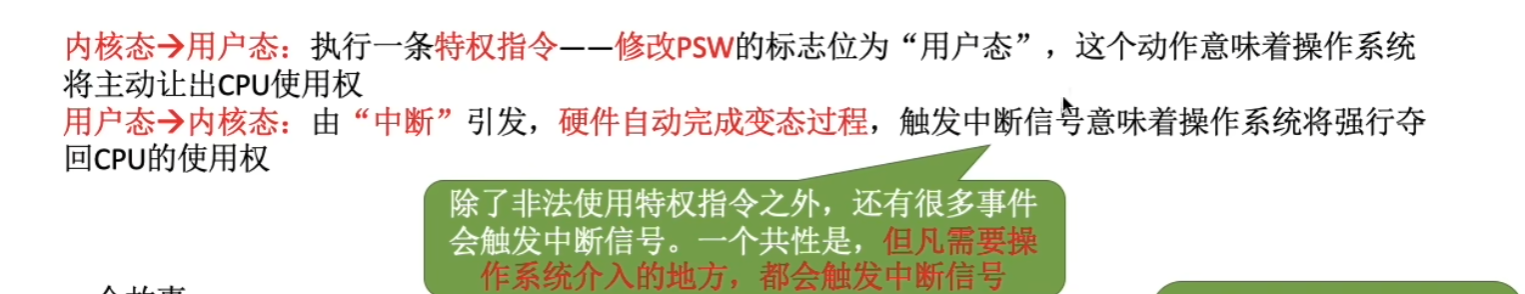 内核态→用户态：执行一条特权指令——修改PSW的标志位为“用户态”，这个动作意味着操作系统
将主动让出CPU使用权
用户态→内核态：由“中断”引发，硬件自动完成变态过程，触发中断信号意味着操作系统将强行夺
回CPU的使用权
除了非法使用特权指令之外，还有很多事件
会触发中断信号。一个共性是，但凡需要操
作系统介入的地方，都会触发中断信号